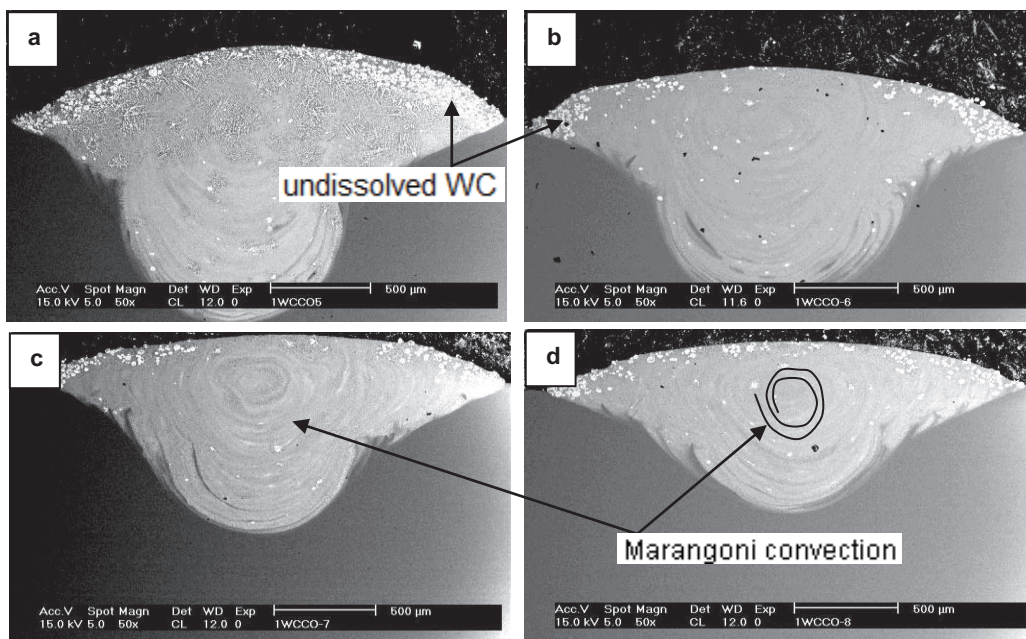 a
b
undissolved WC
Acc.V Spot Magn Det WD Exp 500 µm
15.0 kV 5.0 50x CL 12.0 0 1WCCO5
Acc.V Spot Magn Det WD Exp 500 µm
15.0 kV 5.0 50x CL 11.6 0 1WCCO-6
c
d
Marangoni convection
Acc.V Spot Magn Det WD Exp 500 µm
15.0 kV 5.0 50x CL 12.0 0 1WCCO-7
Acc.V Spot Magn Det WD Exp 500 µm
15.0 kV 5.0 50x CL 12.0 0 1WCCO-8